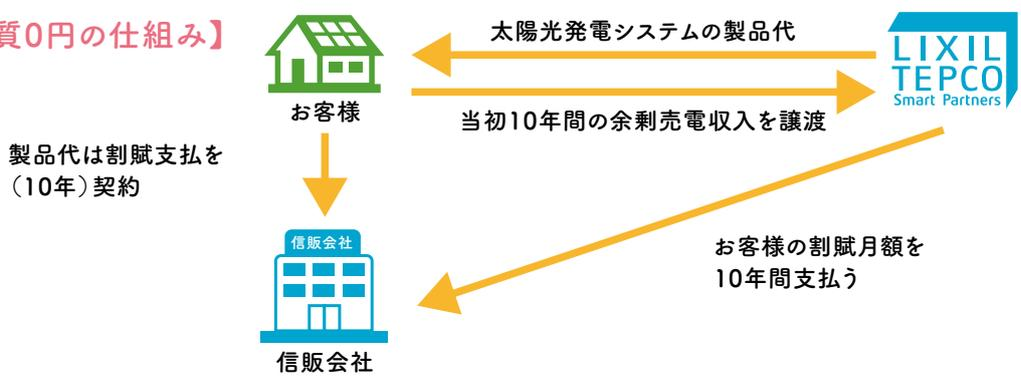 質0円の仕組み】
太陽光発電システムの製品代
LIXIL
TEPCO
Smart Partners
お客様
当初10年間の余剰売電収入を譲渡
製品代は割賦支払を
（10年）契約
信販会社
お客様の割賦月額を
10年間支払う
信販会社